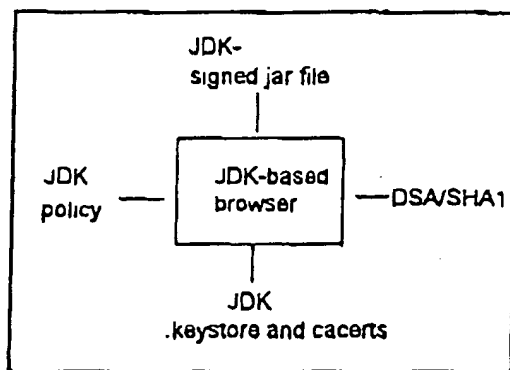 JDK-
signed jar file
JDK
policy
JDK-based
browser
DSA/SHA1
JDK
.keystore and cacerts